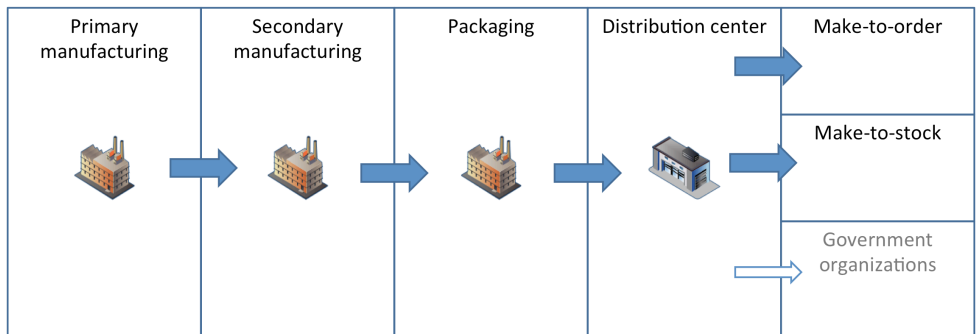 Primary
manufacturing
Secondary
manufacturing
Packaging
Distribution center
Make-to-order
Make-to-stock
Government
organizations